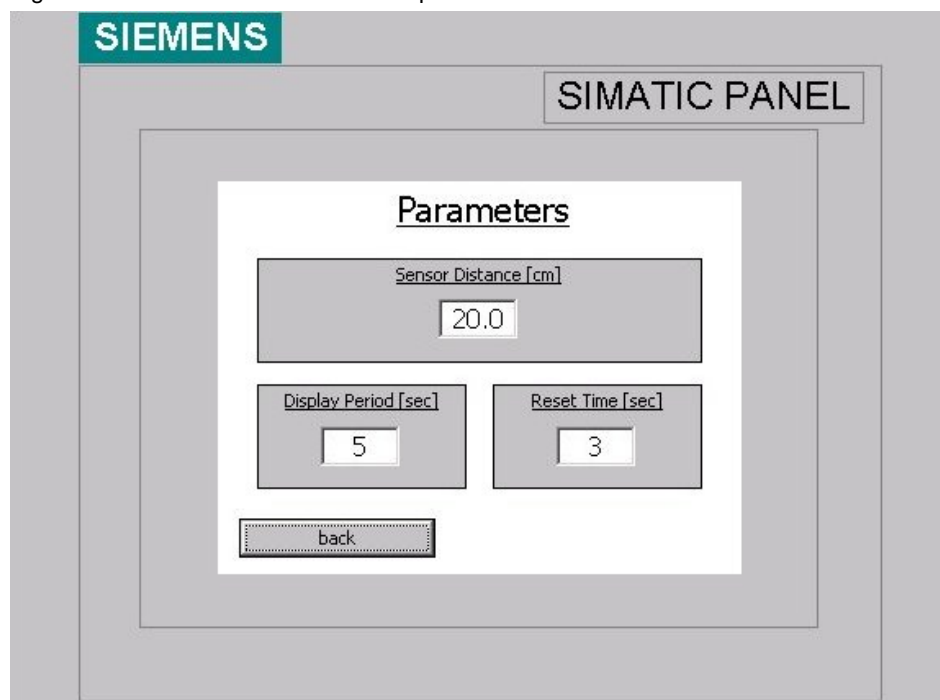 SIEMENS
SIMATIC PANEL
Parameters
Sensor Distance [cm]
20.0
Display Period [sec]
5
Reset Time [sec]
3
back